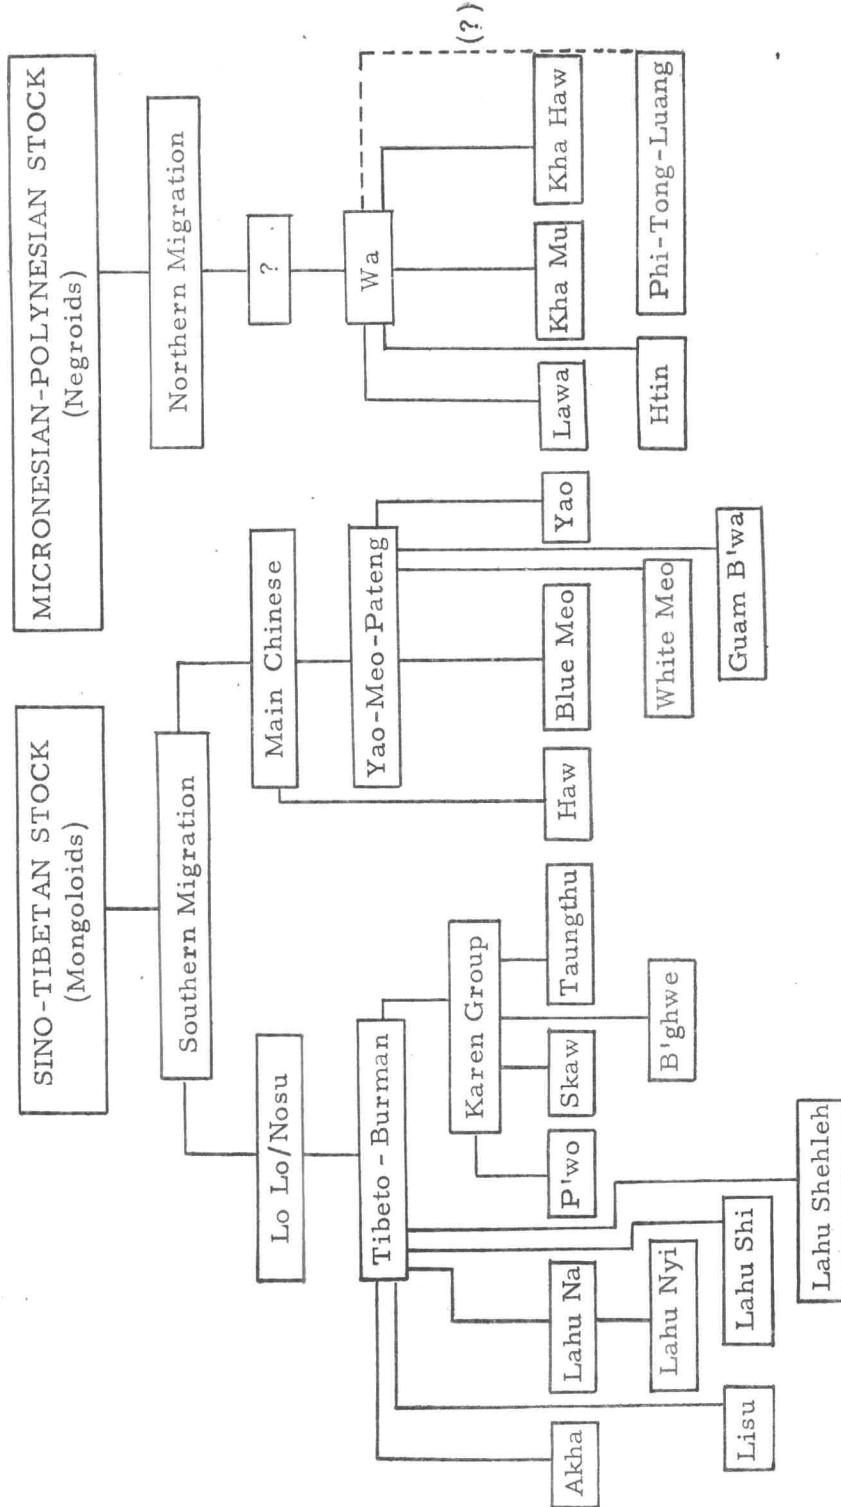 SINO-TIBETAN STOCK
(Mongoloids)
MICRONESIAN-POLYNESIAN STOCK
(Negroids)
Southern Migration
Northern Migration
Lo Lo/Nosu
Main Chinese
?
Tibeto-Burman
Yao-Meo-Pateng
Wa
(?)
Karen Group
Akha
Lahu Na
P'wo
Skaw
Taungthu
Haw
Blue Meo
Yao
Lawa
Kha Mu
Kha Haw
Lahu Nyi
B'ghwe
White Meo
Htin
Phi-Tong-Luang
Lisu
Lahu Shi
Guam B'wa
Lahu Shehleh